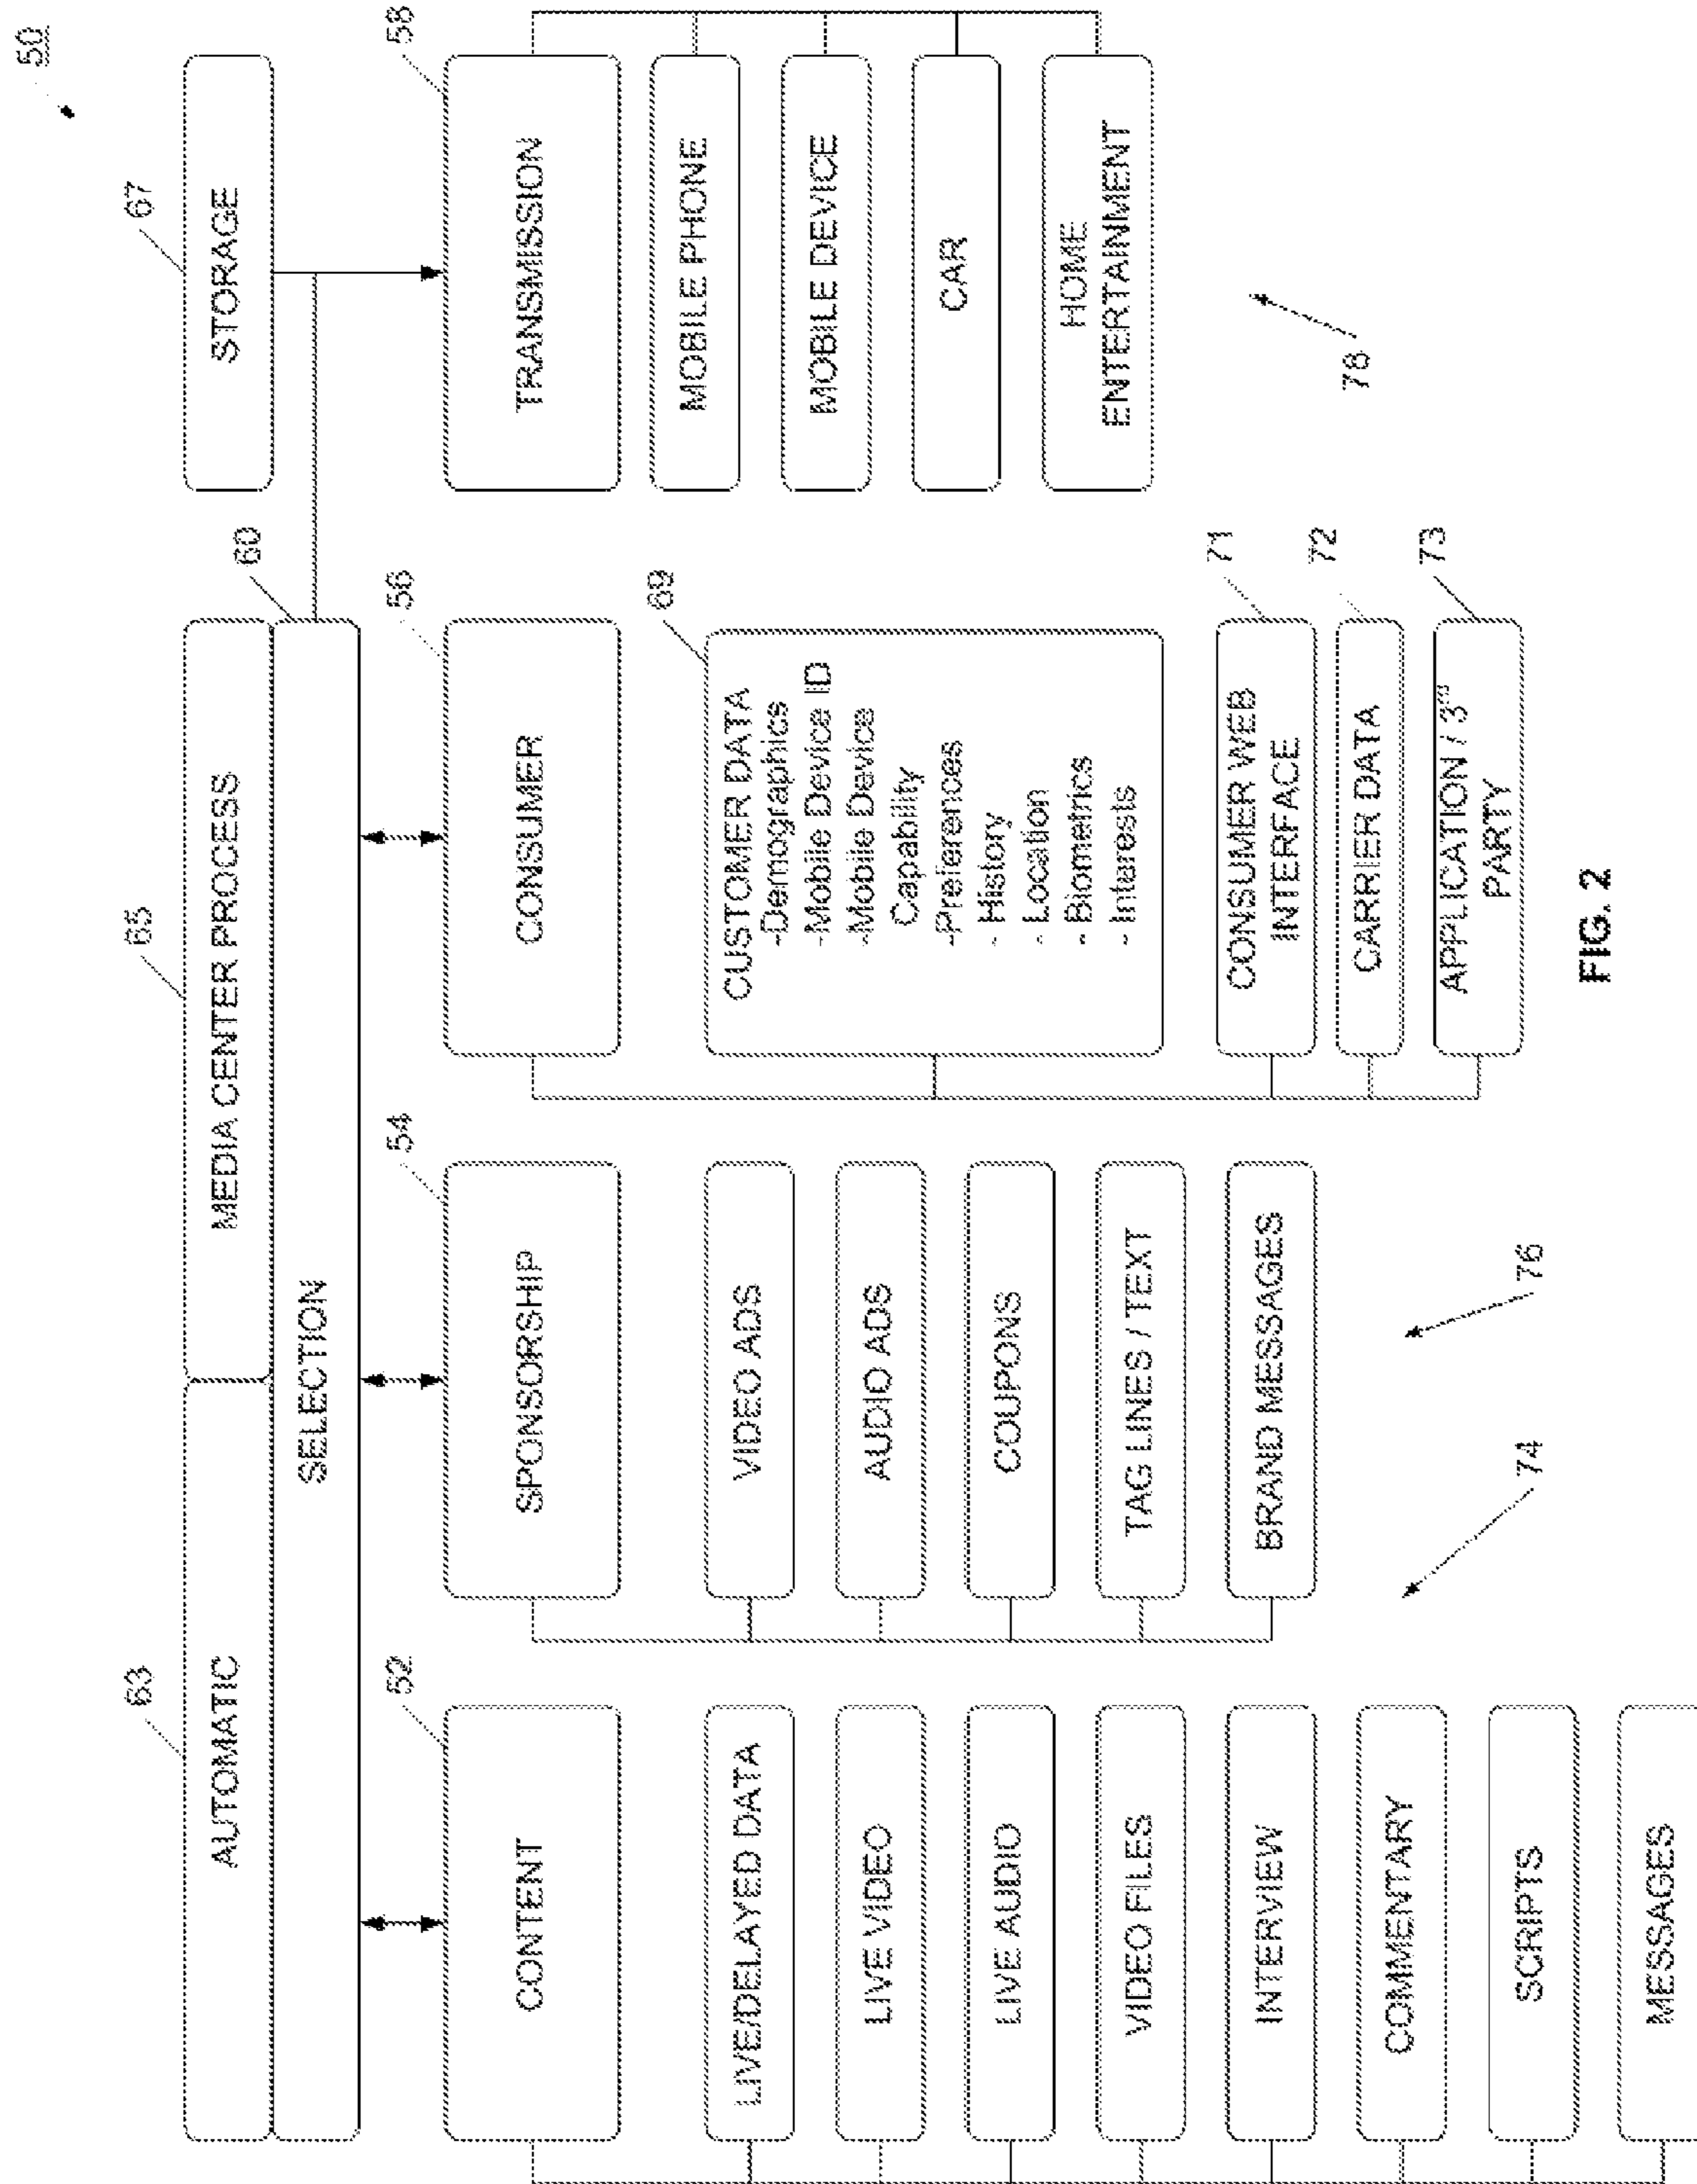 50
63
65
67
AUTOMATIC
MEDIA CENTER PROCESS
STORAGE
60
SELECTION
52
54
56
58
CONTENT
SPONSORSHIP
CONSUMER
TRANSMISSION
LIVE/DELAYED DATA
LIVE VIDEO
LIVE AUDIO
VIDEO FILES
INTERVIEW
COMMENTARY
SCRIPTS
MESSAGES
VIDEO ADS
AUDIO ADS
COUPONS
TAG LINES / TEXT
BRAND MESSAGES
74
76
69
CUSTOMER DATA
-Demographics
-Mobile Device ID
-Mobile Device
Capability
-Preferences
- History
- Location
- Biometrics
- Interests
71
CONSUMER WEB
INTERFACE
72
CARRIER DATA
73
APPLICATION / 3RD
PARTY
MOBILE PHONE
MOBILE DEVICE
CAR
HOME
ENTERTAINMENT
78
FIG. 2